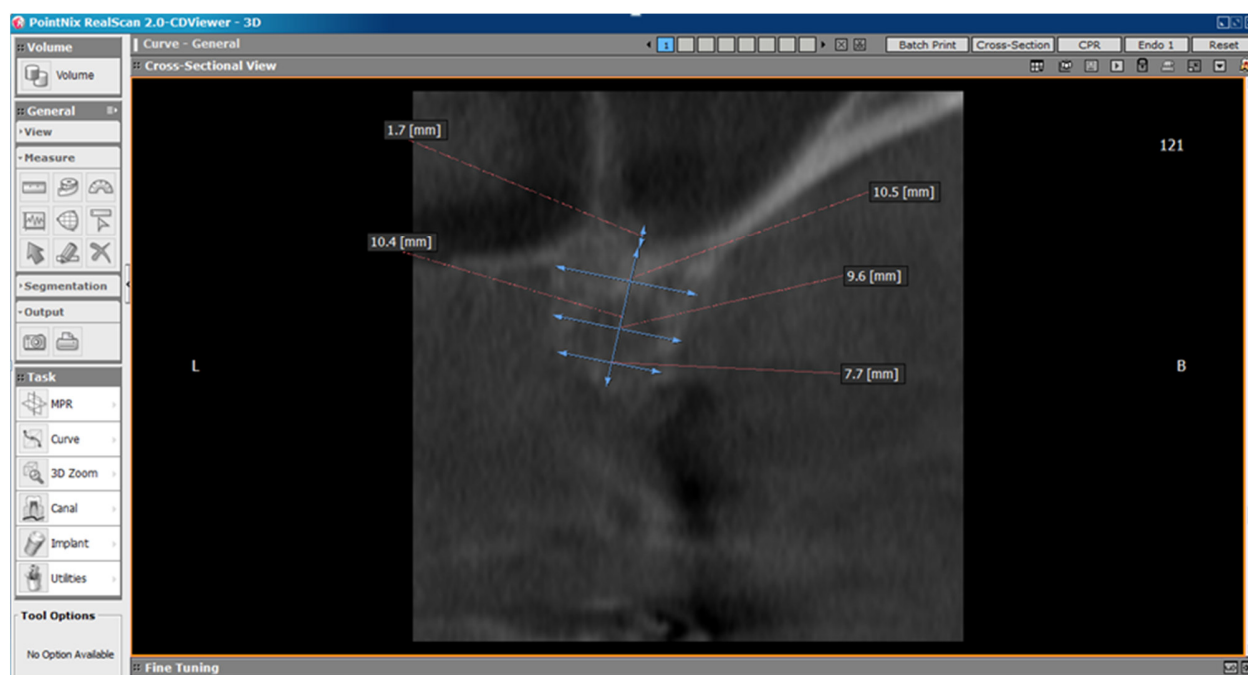 PointNix RealScan 2.0-CDViewer - 3D
Volume
Volume
General
View
Measure
Segmentation
Output
Task
MPR
Curve
3D Zoom
Canal
Implant
Utilities
Tool Options
No Option Available
Curve - General
1
Batch Print
Cross-Section
CPR
Endo 1
Reset
Cross-Sectional View
1.7 [mm]
121
10.5 [mm]
10.4 [mm]
9.6 [mm]
L
B
7.7 [mm]
Fine Tuning